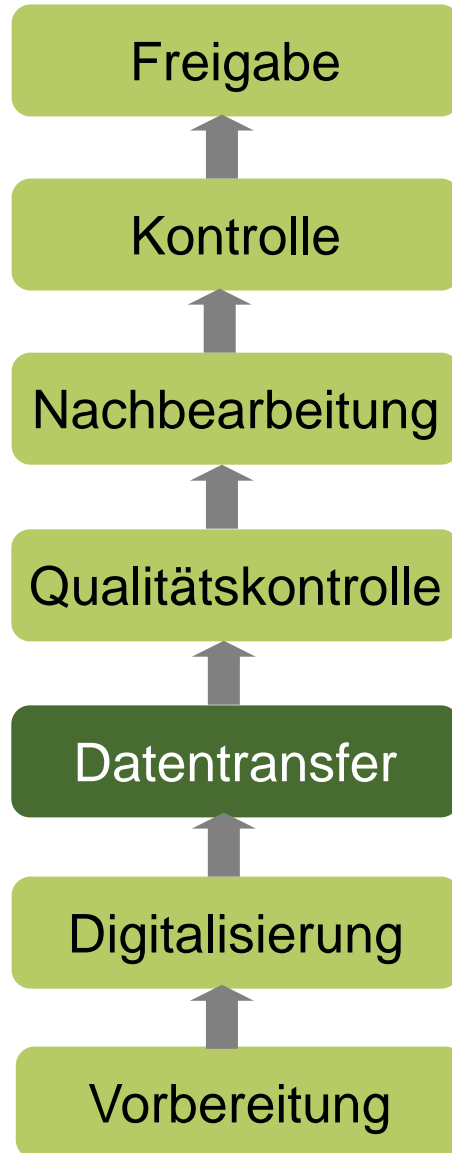 Freigabe
Kontrolle
Nachbearbeitung
Qualitätskontrolle
Datentransfer
Digitalisierung
Vorbereitung